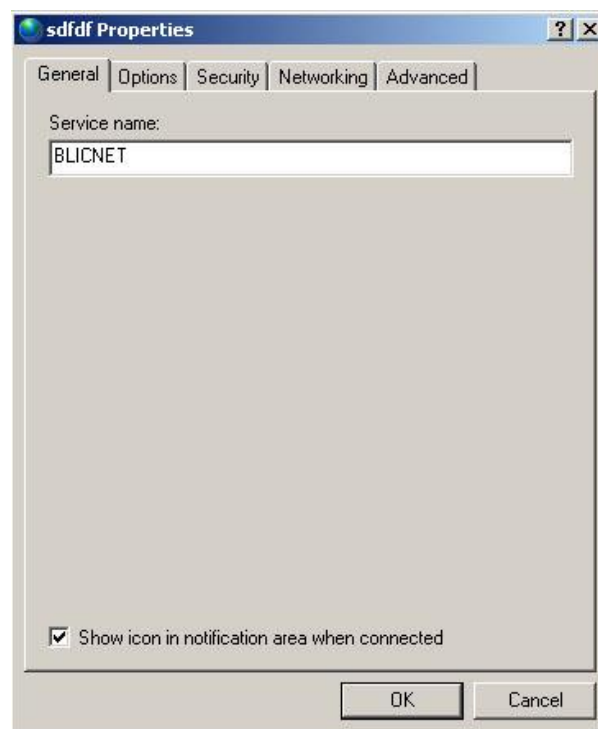 sdfdf Properties
General Options Security Networking Advanced
Service name:
BLICNET
Show icon in notification area when connected
OK Cancel